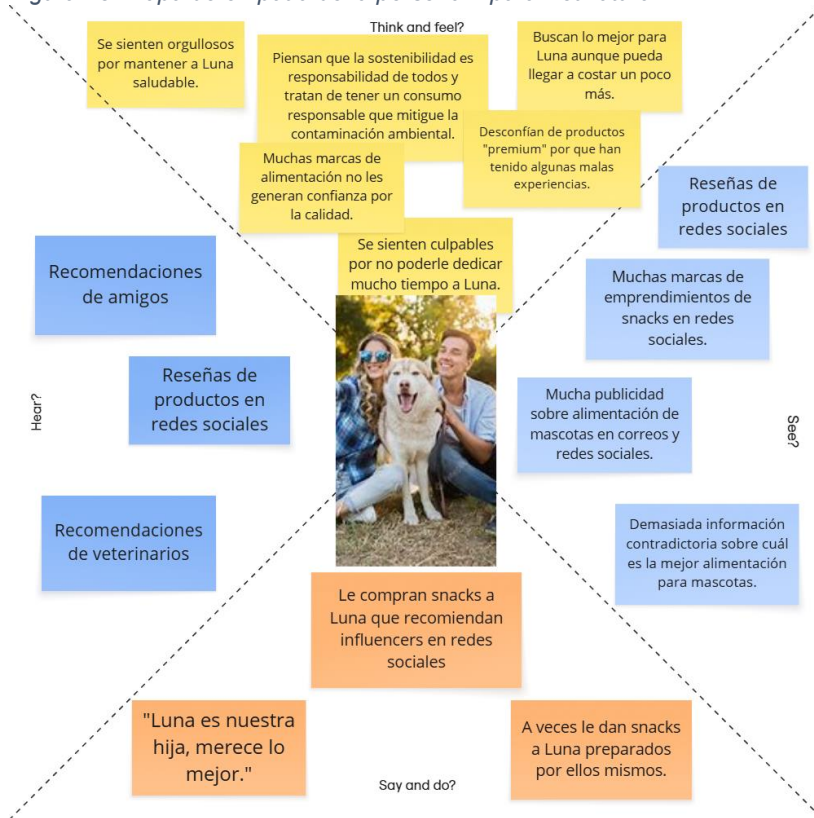 Think and feel?
Se sienten orgullosos
por mantener a Luna
saludable.
Piensan que la sostenibilidad es
responsabilidad de todos y
tratan de tener un consumo
responsable que mitigue la
contaminación ambiental.
Buscan lo mejor para
Luna aunque pueda
llegar a costar un poco
más.
Muchas marcas de
alimentación no les
generan confianza por
la calidad.
Desconfían de productos
"premium" por que han
tenido algunas malas
experiencias.
Se sienten culpables
por no poderle dedicar
mucho tiempo a Luna.
Hear?
Recomendaciones
de amigos
Reseñas de
productos en
redes sociales
Recomendaciones
de veterinarios
See?
Reseñas de
productos en
redes sociales
Muchas marcas de
emprendimientos de
snacks en redes
sociales.
Mucha publicidad
sobre alimentación de
mascotas en correos y
redes sociales.
Demasiada información
contradictoria sobre cuál
es la mejor alimentación
para mascotas.
Le compran snacks a
Luna que recomiendan
influencers en redes
sociales
"Luna es nuestra
hija, merece lo
mejor."
A veces le dan snacks
a Luna preparados
por ellos mismos.
Say and do?